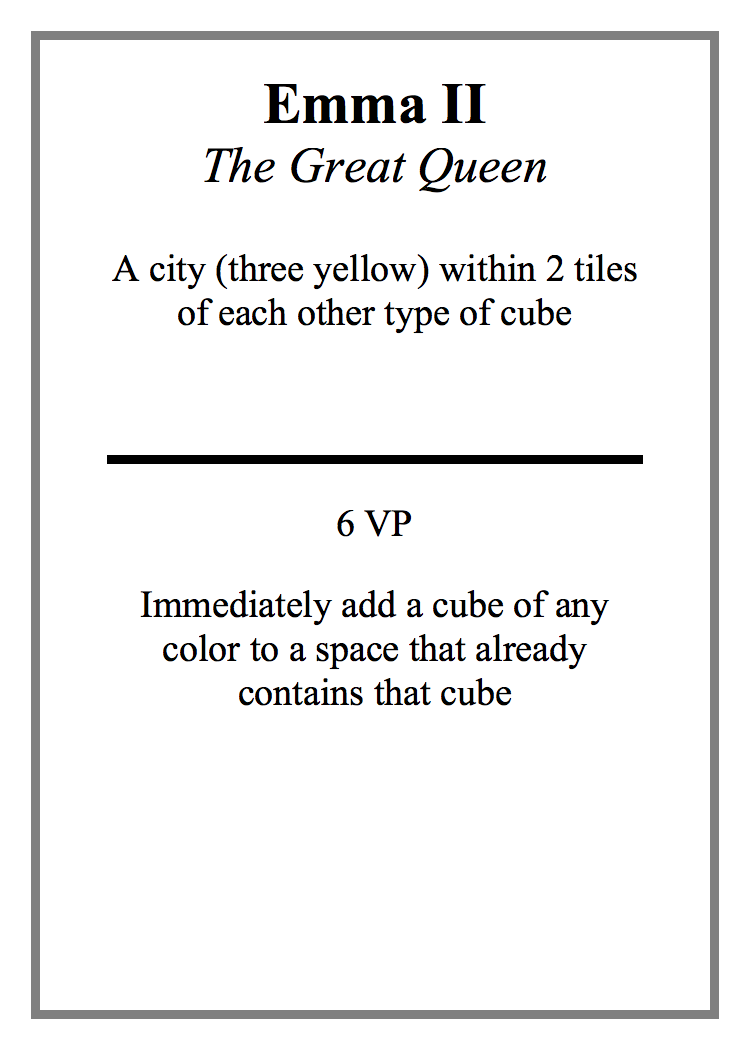 Emma II
The Great Queen
A city (three yellow) within 2 tiles
of each other type of cube
6 VP
Immediately add a cube of any
color to a space that already
contains that cube